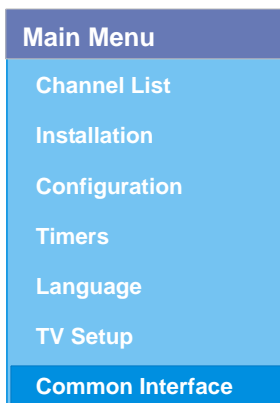 Main Menu
Channel List
Installation
Configuration
Timers
Language
TV Setup
Common Interface